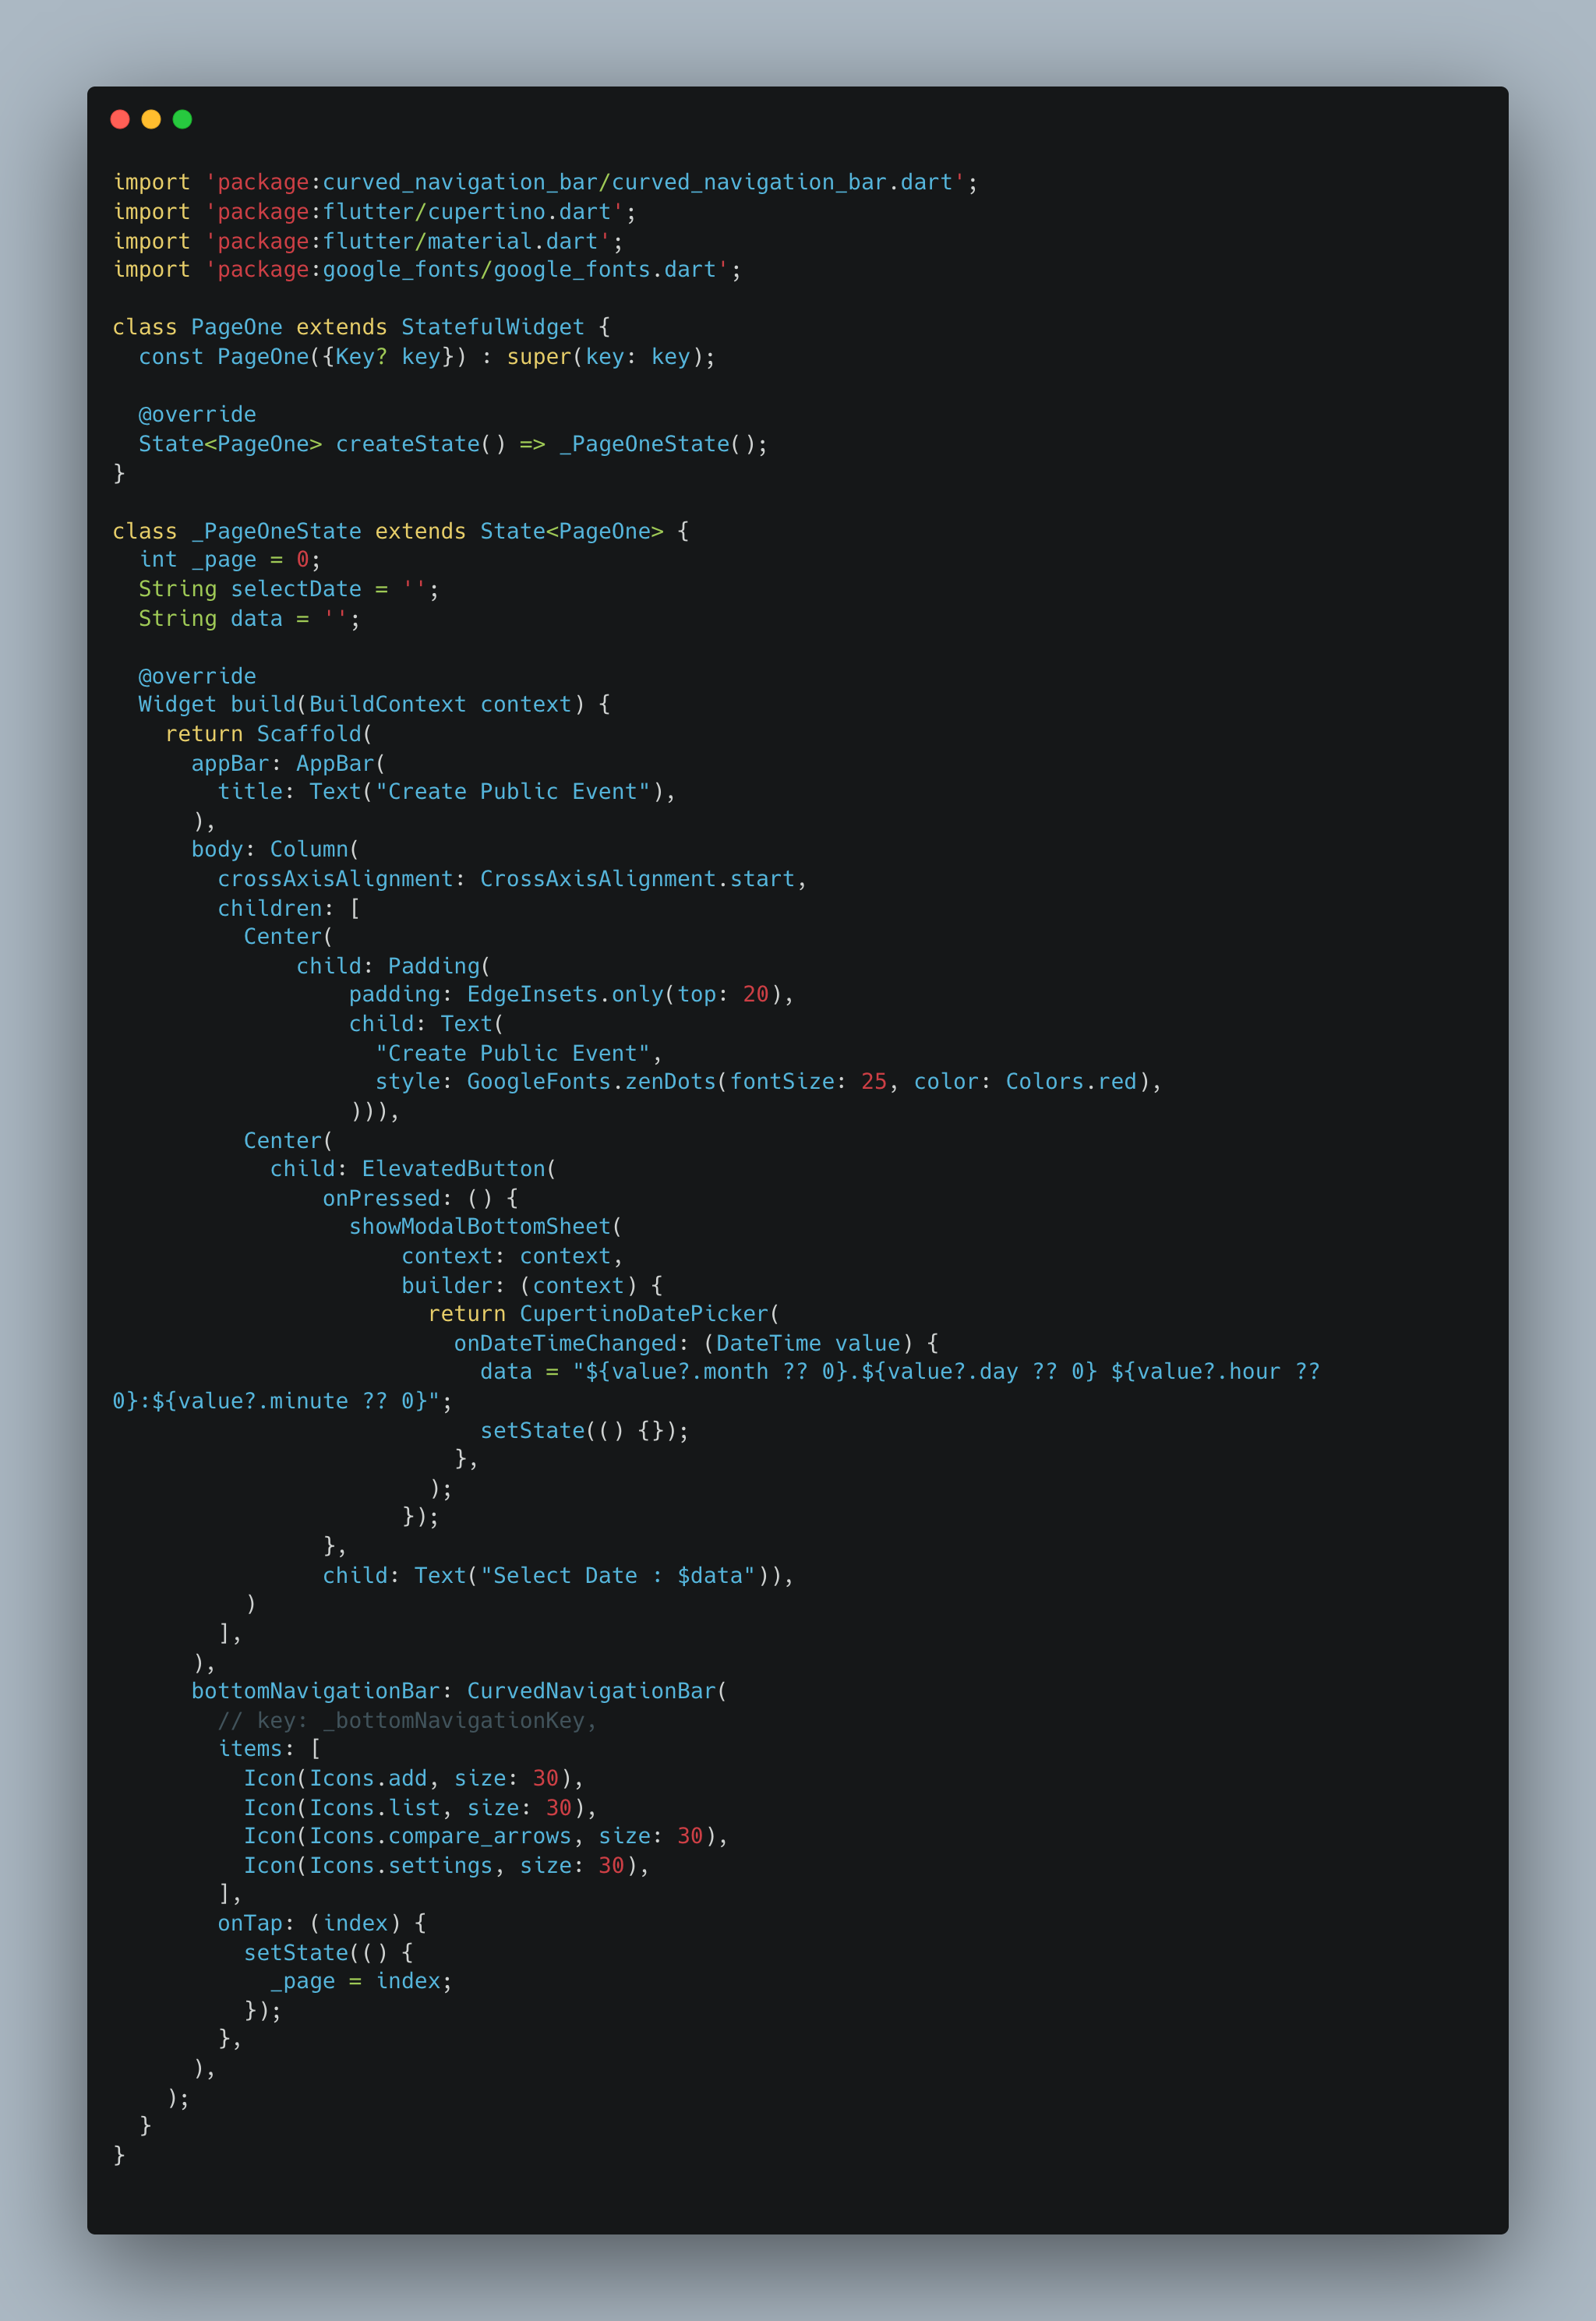 import 'package:curved_navigation_bar/curved_navigation_bar.dart';
import 'package:flutter/cupertino.dart';
import 'package:flutter/material.dart';
import 'package:google_fonts/google_fonts.dart';

class PageOne extends StatefulWidget {
  const PageOne({Key? key}) : super(key: key);

  @override
  State<PageOne> createState() => _PageOneState();
}

class _PageOneState extends State<PageOne> {
  int _page = 0;
  String selectDate = '';
  String data = '';

  @override
  Widget build(BuildContext context) {
    return Scaffold(
      appBar: AppBar(
        title: Text("Create Public Event"),
      ),
      body: Column(
        crossAxisAlignment: CrossAxisAlignment.start,
        children: [
          Center(
              child: Padding(
                  padding: EdgeInsets.only(top: 20),
                  child: Text(
                    "Create Public Event",
                    style: GoogleFonts.zenDots(fontSize: 25, color: Colors.red),
                  ))),
          Center(
            child: ElevatedButton(
                onPressed: () {
                  showModalBottomSheet(
                      context: context,
                      builder: (context) {
                        return CupertinoDatePicker(
                          onDateTimeChanged: (DateTime value) {
                            data = "${value?.month ?? 0}.${value?.day ?? 0} ${value?.hour ??
0}:${value?.minute ?? 0}";
                            setState(() {});
                          },
                        );
                      });
                },
                child: Text("Select Date : $data")),
          )
        ],
      ),
      bottomNavigationBar: CurvedNavigationBar(
        // key: _bottomNavigationKey,
        items: [
          Icon(Icons.add, size: 30),
          Icon(Icons.list, size: 30),
          Icon(Icons.compare_arrows, size: 30),
          Icon(Icons.settings, size: 30),
        ],
        onTap: (index) {
          setState(() {
            _page = index;
          });
        },
      ),
    );
  }
}